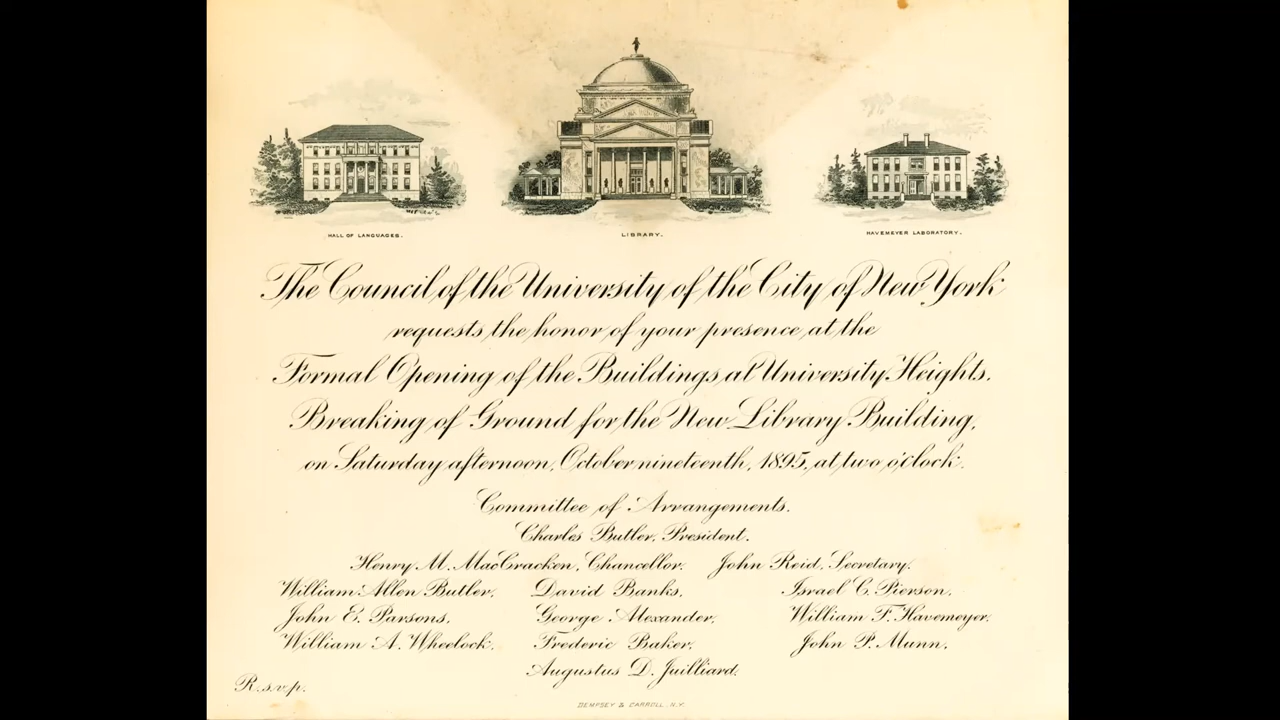 HALL OF LANGUAGES.
LIBRARY.
HAVEMEYER LABORATORY.
The Council of the University of the City of New York
requests the honor of your presence at the
Formal Opening of the Buildings at University Heights.
Breaking of Ground for the New Library Building,
on Saturday afternoon, October nineteenth, 1895, at two o'clock.
Committee of Arrangements.
Charles Butler, President.
Henry M. MacCracken, Chancellor. John Reid, Secretary.
William Allen Butler, David Banks, Israel C. Pierson,
John E. Parsons, George Alexander, William F. Havemeyer,
William A. Wheelock, Frederic Baker, John P. Munn,
Augustus D. Juilliard.
R.s.v.p.
DEMPSEY & CARROLL N.Y.